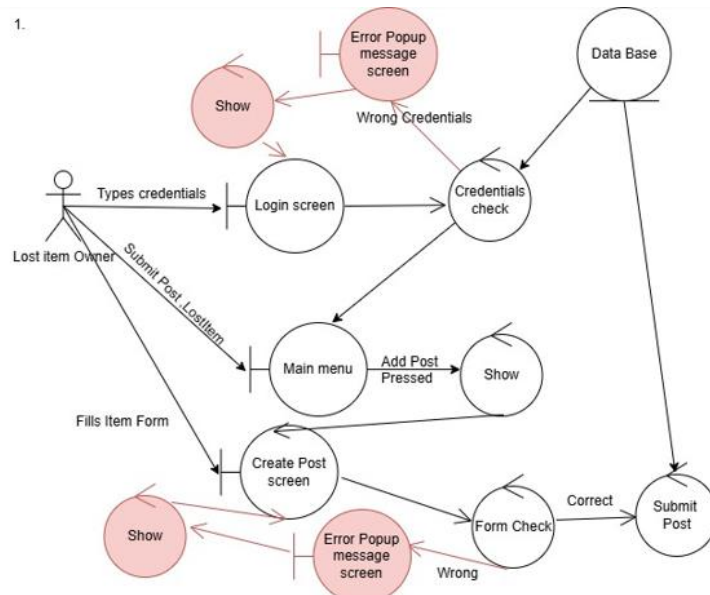 1.
Error Popup
message
screen
Data Base
Show
Wrong Credentials
Types credentials
Login screen
Credentials
check
Lost item Owner
Submit Post .LostItem
Main menu
Add Post
Pressed
Show
Fills Item Form
Create Post
screen
Form Check
Correct
Submit
Post
Show
Error Popup
message
screen
Wrong